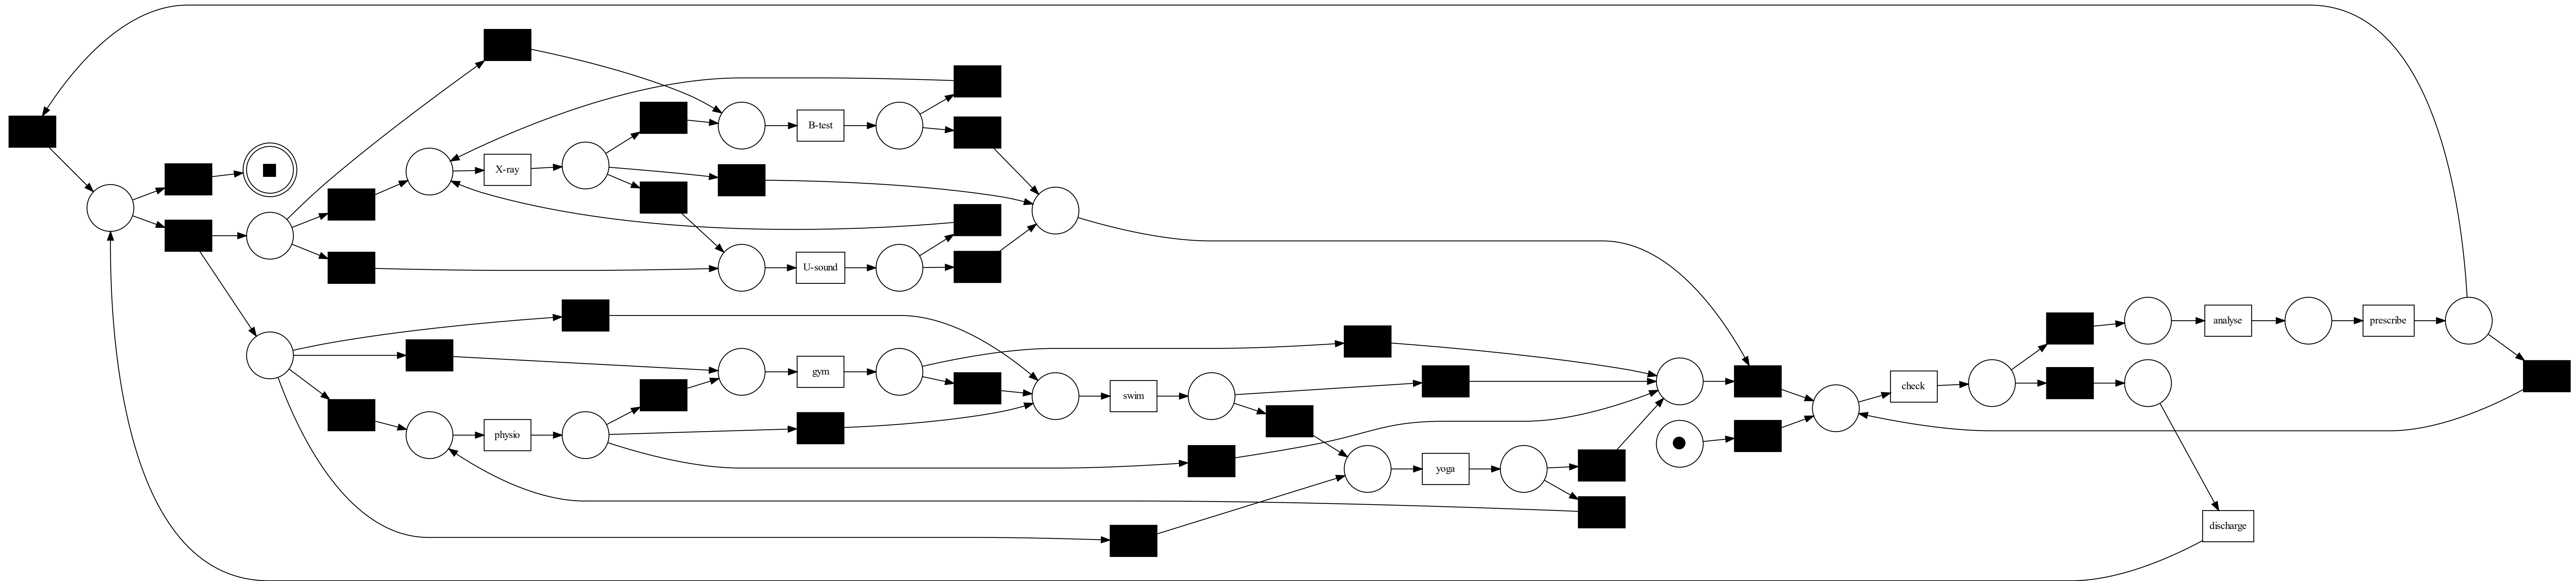 B-test
X-ray
U-sound
analyse
prescribe
gym
check
swim
physio
yoga
discharge